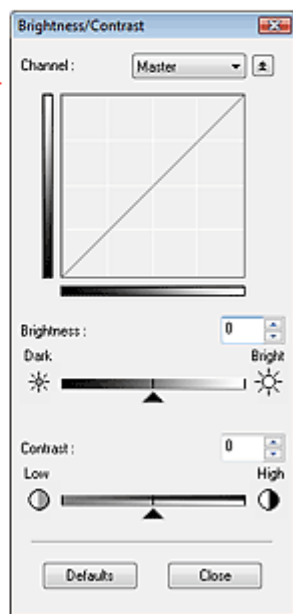 Brightness/Contrast
Channel : Master
Brightness : 0
Dark Bright
Contrast : 0
Low High
Defaults Close